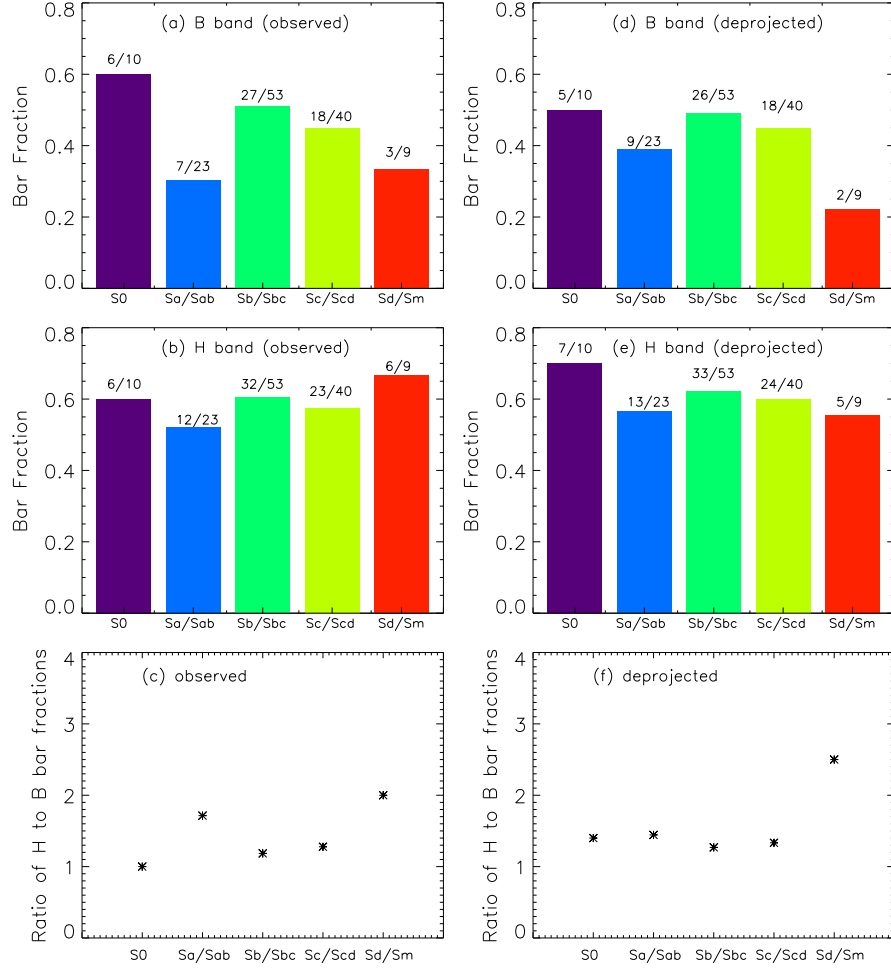 (a) B band (observed)
Bar Fraction
0.8
0.6
0.4
0.2
0.0
6/10
7/23
27/53
18/40
3/9
S0 Sa/Sab Sb/Sbc Sc/Scd Sd/Sm
(d) B band (deprojected)
Bar Fraction
0.8
0.6
0.4
0.2
0.0
5/10
9/23
26/53
18/40
2/9
S0 Sa/Sab Sb/Sbc Sc/Scd Sd/Sm
(b) H band (observed)
Bar Fraction
0.8
0.6
0.4
0.2
0.0
6/10
12/23
32/53
23/40
6/9
S0 Sa/Sab Sb/Sbc Sc/Scd Sd/Sm
(e) H band (deprojected)
Bar Fraction
0.8
0.6
0.4
0.2
0.0
7/10
13/23
33/53
24/40
5/9
S0 Sa/Sab Sb/Sbc Sc/Scd Sd/Sm
(c) observed
Ratio of H to B bar fractions
4
3
2
1
0
S0 Sa/Sab Sb/Sbc Sc/Scd Sd/Sm
(f) deprojected
Ratio of H to B bar fractions
4
3
2
1
0
S0 Sa/Sab Sb/Sbc Sc/Scd Sd/Sm